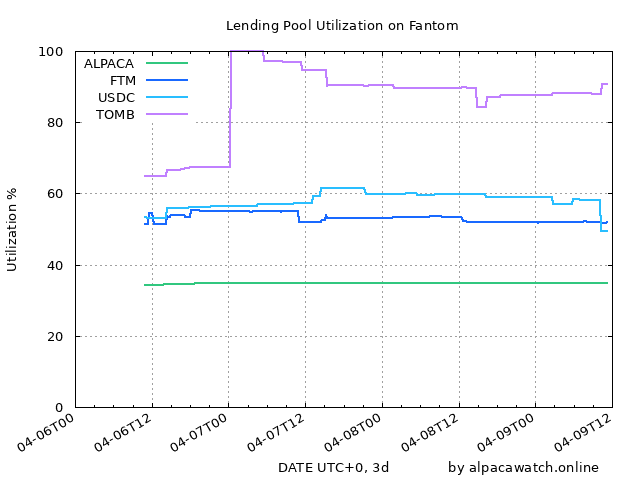 Lending Pool Utilization on Fantom
100
80
60
40
20
0
Utilization %
ALPACA
FTM
USDC
TOMB
04-06T00
04-06T12
04-07T00
04-07T12
04-08T00
04-08T12
04-09T00
04-09T12
DATE UTC+0, 3d
by alpacawatch.online